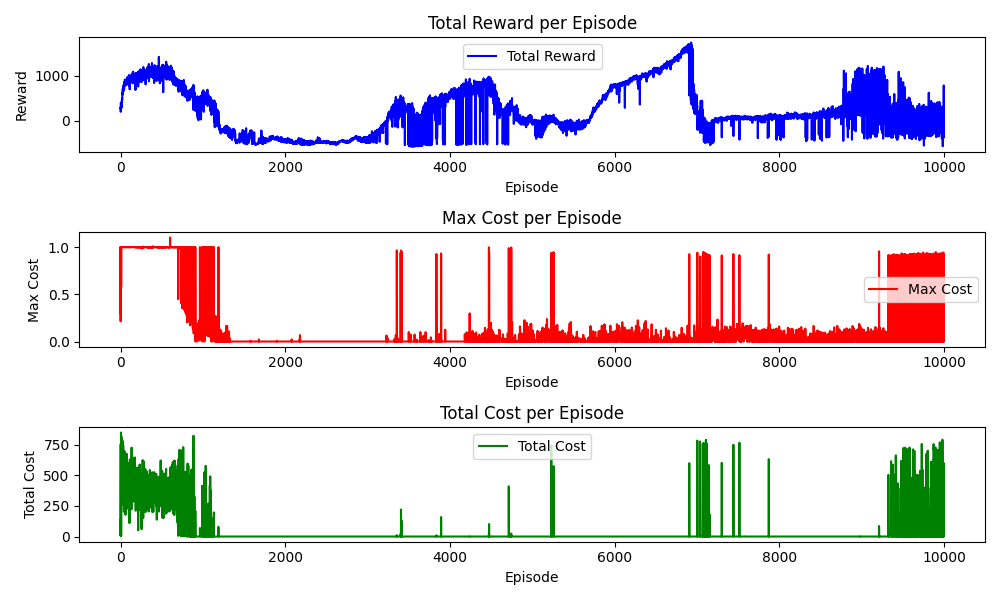 Total Reward per Episode
Reward
1000
0
Total Reward
0 2000 4000 6000 8000 10000
Episode
Max Cost per Episode
Max Cost
1.0
0.5
0.0
Max Cost
0 2000 4000 6000 8000 10000
Episode
Total Cost per Episode
Total Cost
750
500
250
0
Total Cost
0 2000 4000 6000 8000 10000
Episode